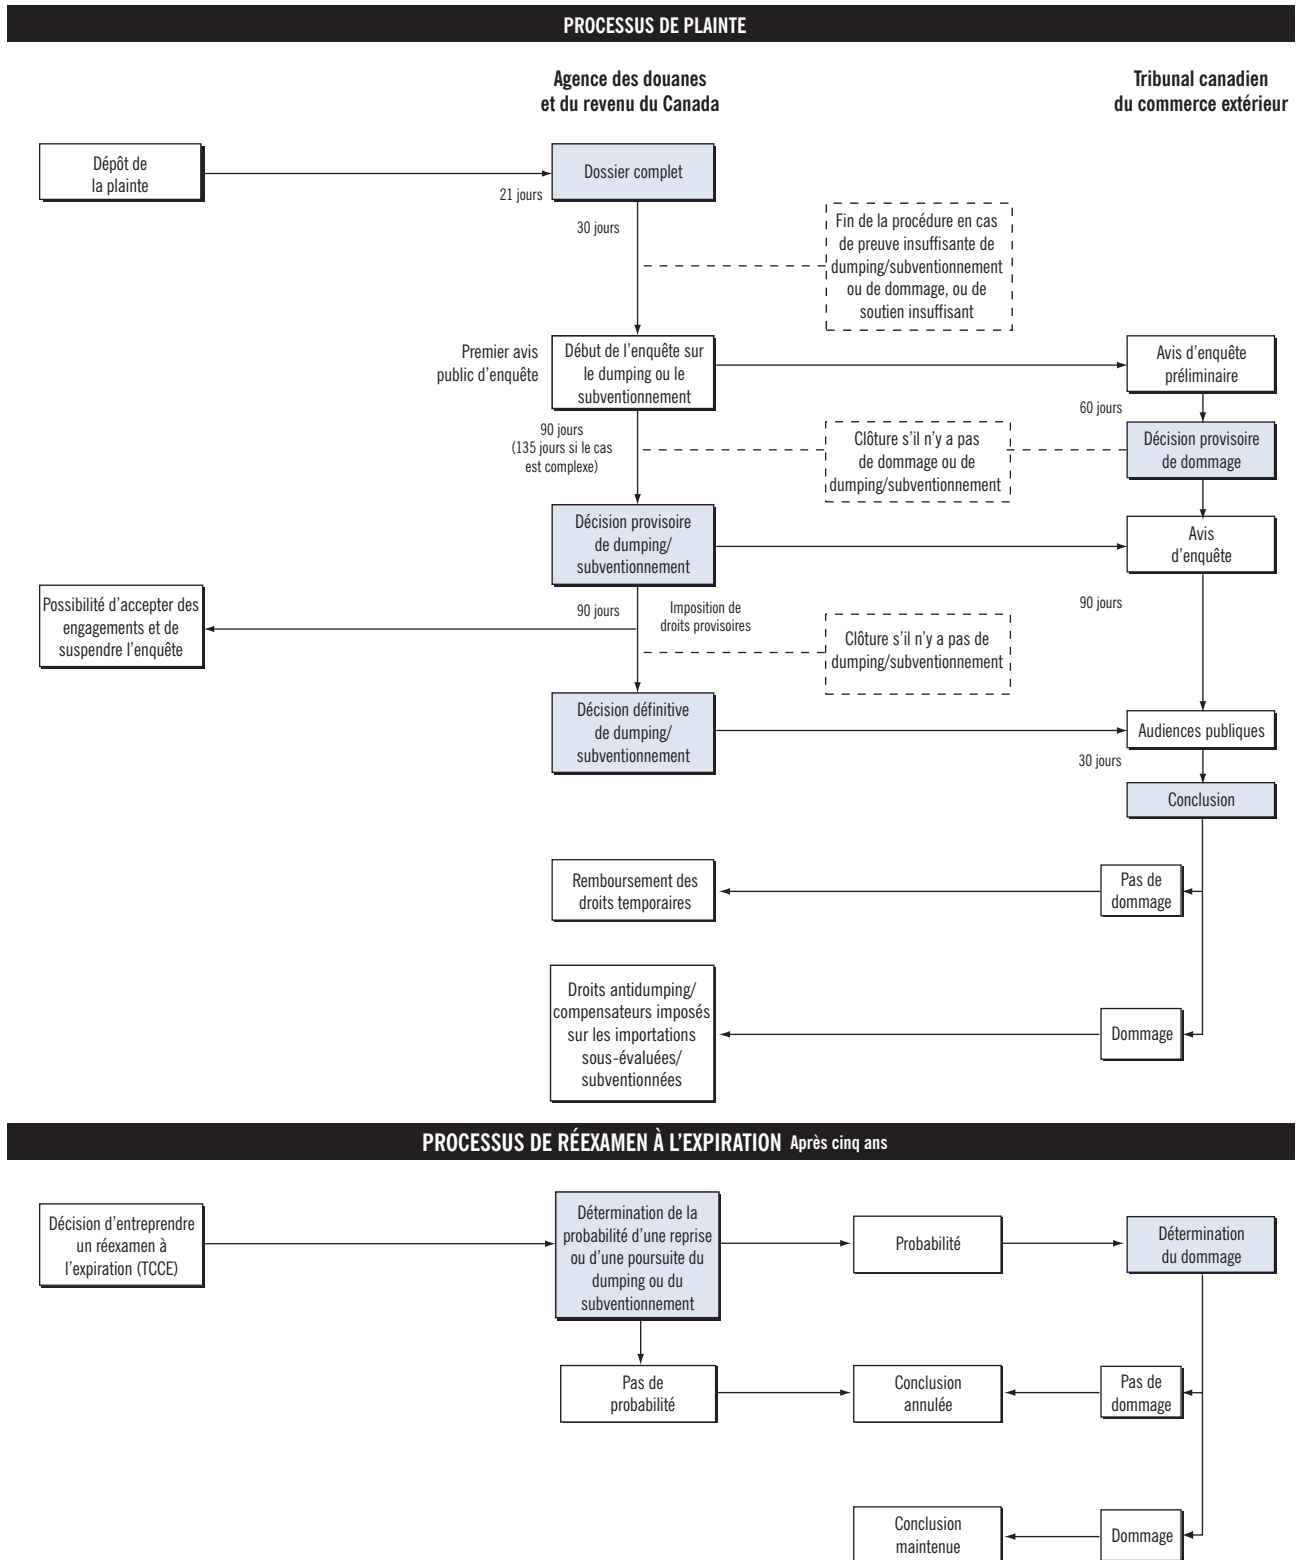 PROCESSUS DE PLAINTE
Agence des douanes
et du revenu du Canada
Tribunal canadien
du commerce extérieur
Dépôt de
la plainte
21 jours
Dossier complet
30 jours
Fin de la procédure en cas
de preuve insuffisante de
dumping/subventionnement
ou de dommage, ou de
soutien insuffisant
Premier avis
public d'enquête
Début de l'enquête sur
le dumping ou le
subventionnement
Avis d'enquête
préliminaire
60 jours
90 jours
(135 jours si le cas
est complexe)
Clôture s'il n'y a pas
de dommage ou de
dumping/subventionnement
Décision provisoire
de dommage
Décision provisoire
de dumping/
subventionnement
Avis
d'enquête
Possibilité d'accepter des
engagements et de
suspendre l'enquête
90 jours
Imposition de
droits provisoires
90 jours
Clôture s'il n'y a pas de
dumping/subventionnement
Décision définitive
de dumping/
subventionnement
Audiences publiques
30 jours
Conclusion
Remboursement des
droits temporaires
Pas de
dommage
Droits antidumping/
compensateurs imposés
sur les importations
sous-évaluées/
subventionnées
Dommage
PROCESSUS DE RÉEXAMEN À L'EXPIRATION Après cinq ans
Décision d'entreprendre
un réexamen à
l'expiration (TCCE)
Détermination de la
probabilité d'une reprise
ou d'une poursuite du
dumping ou du
subventionnement
Probabilité
Détermination
du dommage
Pas de
probabilité
Conclusion
annulée
Pas de
dommage
Conclusion
maintenue
Dommage